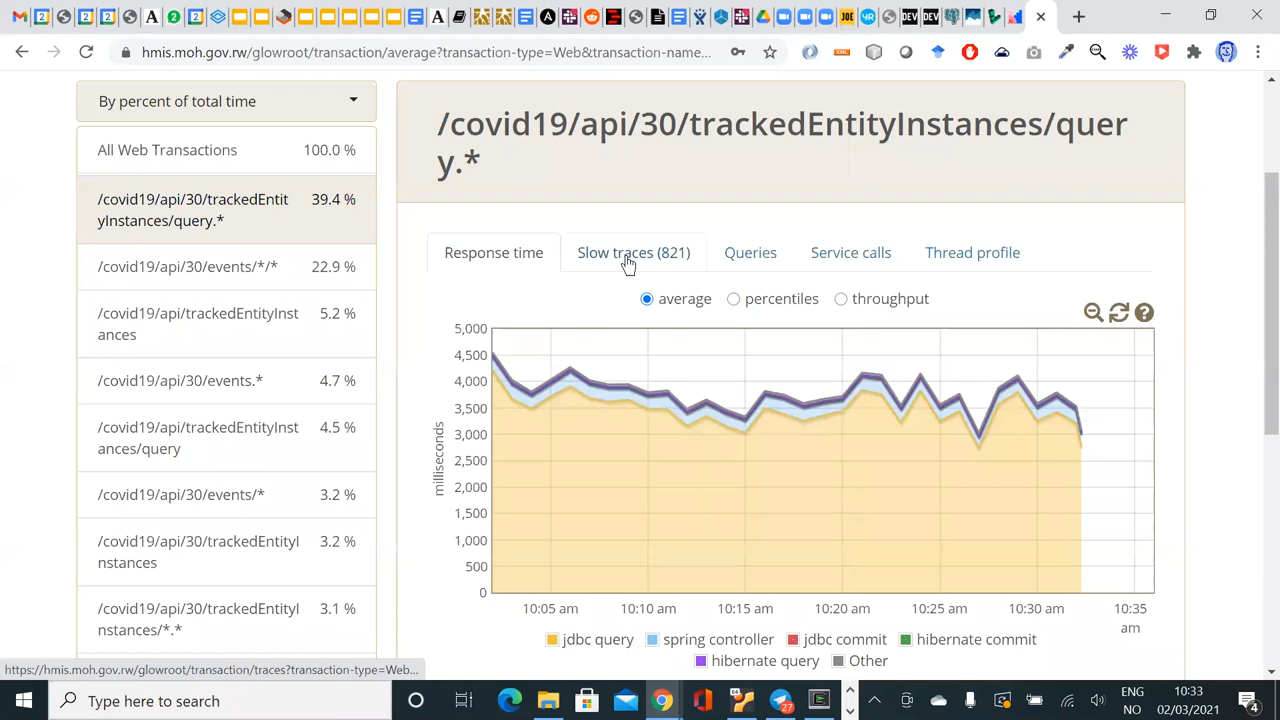 hmis.moh.gov.rw/glowroot/transaction/average?transaction-type=Web&transaction-name...
By percent of total time
All Web Transactions 100.0 %
/covid19/api/30/trackedEntit 39.4 %
yInstances/query.*
/covid19/api/30/events/*/* 22.9 %
/covid19/api/trackedEntityInst 5.2 %
ances
/covid19/api/30/events.* 4.7 %
/covid19/api/trackedEntityInst 4.5 %
ances/query
/covid19/api/30/events/* 3.2 %
/covid19/api/30/trackedEntityI 3.2 %
nstances
/covid19/api/30/trackedEntityI 3.1 %
nstances/*.*
/covid19/api/30/trackedEntityInstances/quer
y.*
Response time Slow traces (821) Queries Service calls Thread profile
average percentiles throughput
5,000
4,500
4,000
3,500
3,000
2,500
2,000
1,500
1,000
500
0
milliseconds
10:05 am 10:10 am 10:15 am 10:20 am 10:25 am 10:30 am 10:35
am
jdbc query spring controller jdbc commit hibernate commit
hibernate query Other
https://hmis.moh.gov.rw/glowroot/transaction/traces?transaction-type=Web...
Type here to search
27
ENG
NO
10:33
02/03/2021
4